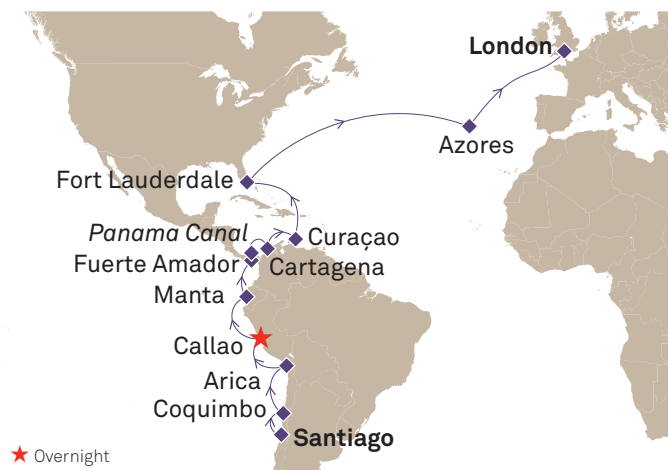 London
Azores
Fort Lauderdale
Panama Canal
Curaçao
Fuerte Amador
Cartagena
Manta
Callao
Arica
Coquimbo
Santiago
Overnight